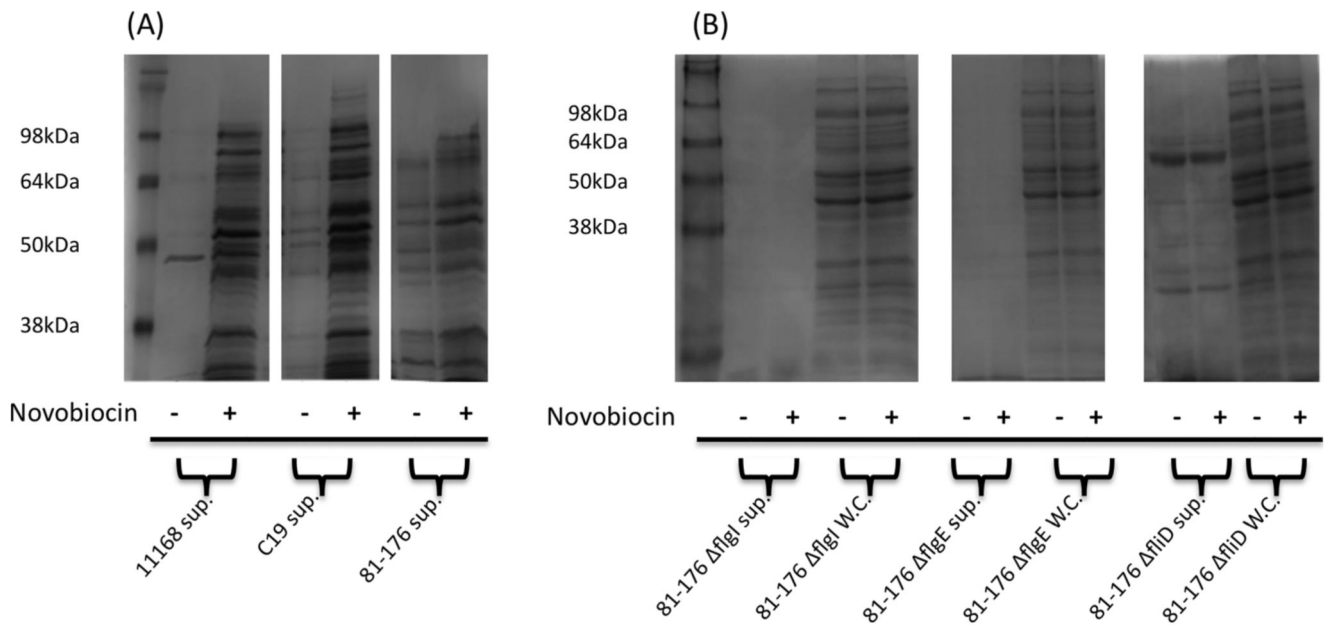 (A)
(B)
98kDa
64kDa
50kDa
38kDa
98kDa
64kDa
50kDa
38kDa
Novobiocin - + - + - +
Novobiocin - + - + - + - + - + - +
11168 sup.
C19 sup.
81-176 sup.
81-176 ΔflgI sup.
81-176 ΔflgI W.C.
81-176 ΔflgE sup.
81-176 ΔflgE W.C.
81-176 ΔfliD sup.
81-176 ΔfliD W.C.